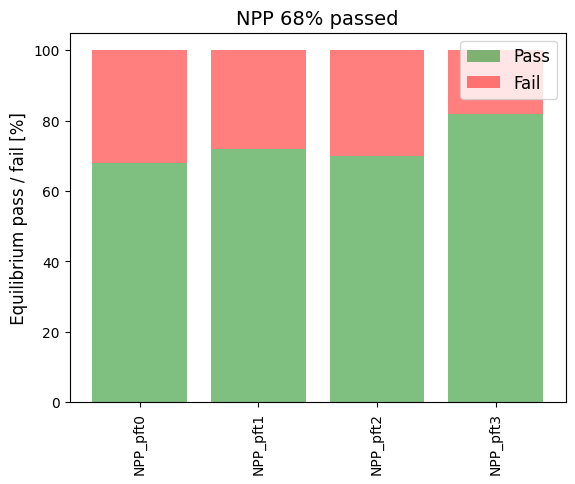 NPP 68% passed
Equilibrium pass / fail [%]
100
80
60
40
20
0
Pass
Fail
NPP_pft0
NPP_pft1
NPP_pft2
NPP_pft3